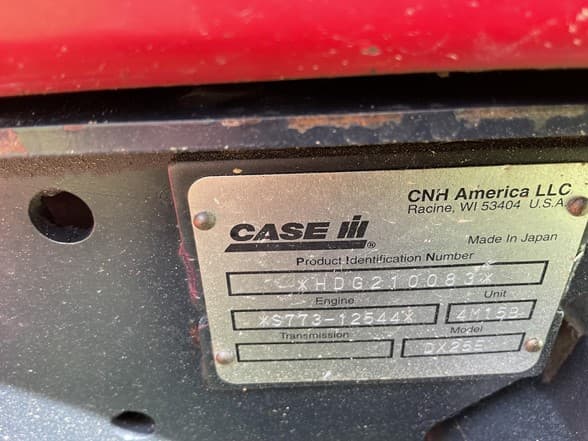 CNH America LLC
Racine, WI 53404 U.S.A.
CASE IH ®
Made In Japan
Product Identification Number
*HDG210083*
Engine
Unit
*S773-12544*
4M15B
Transmission
Model
DX26E